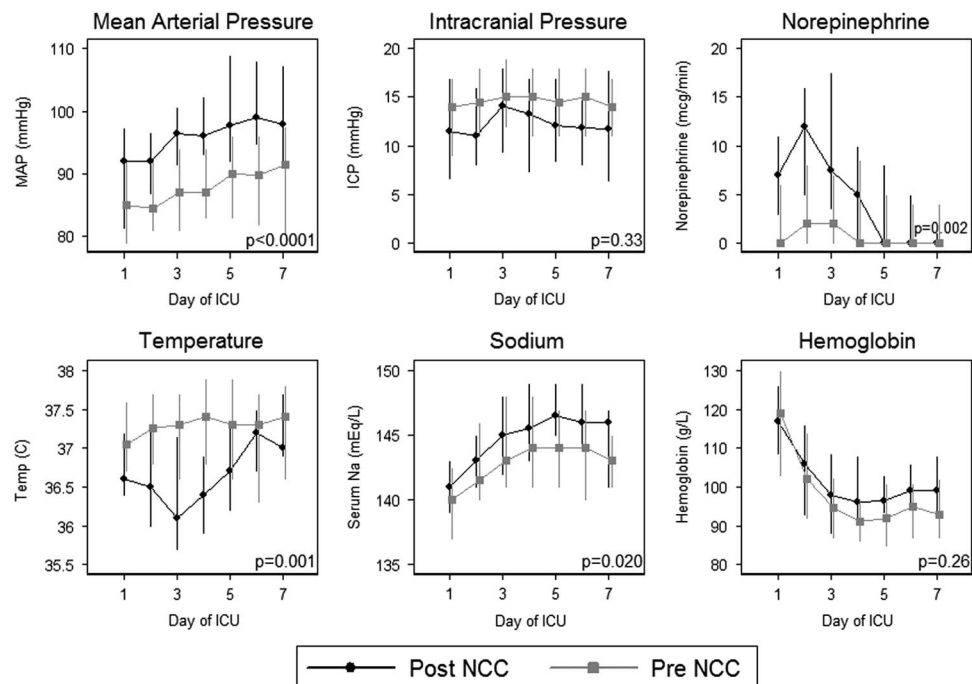 Mean Arterial Pressure
MAP (mmHg)
110
100
90
80
p<0.0001
1 3 5 7
Day of ICU
Intracranial Pressure
ICP (mmHg)
20
15
10
5
0
p=0.33
1 3 5 7
Day of ICU
Norepinephrine
Norepinephrine (mcg/min)
20
15
10
5
0
p=0.002
1 3 5 7
Day of ICU
Temperature
Temp (C)
38
37.5
37
36.5
36
35.5
p=0.001
1 3 5 7
Day of ICU
Sodium
Serum Na (mEq/L)
150
145
140
135
p=0.020
1 3 5 7
Day of ICU
Hemoglobin
Hemoglobin (g/L)
130
120
110
100
90
80
p=0.26
1 3 5 7
Day of ICU
Post NCC Pre NCC